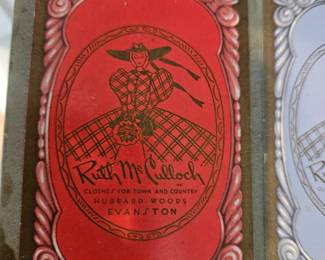 Ruth McCulloch
CLOTHES FOR TOWN AND COUNTRY
HUBBARD WOODS
EVANSTON